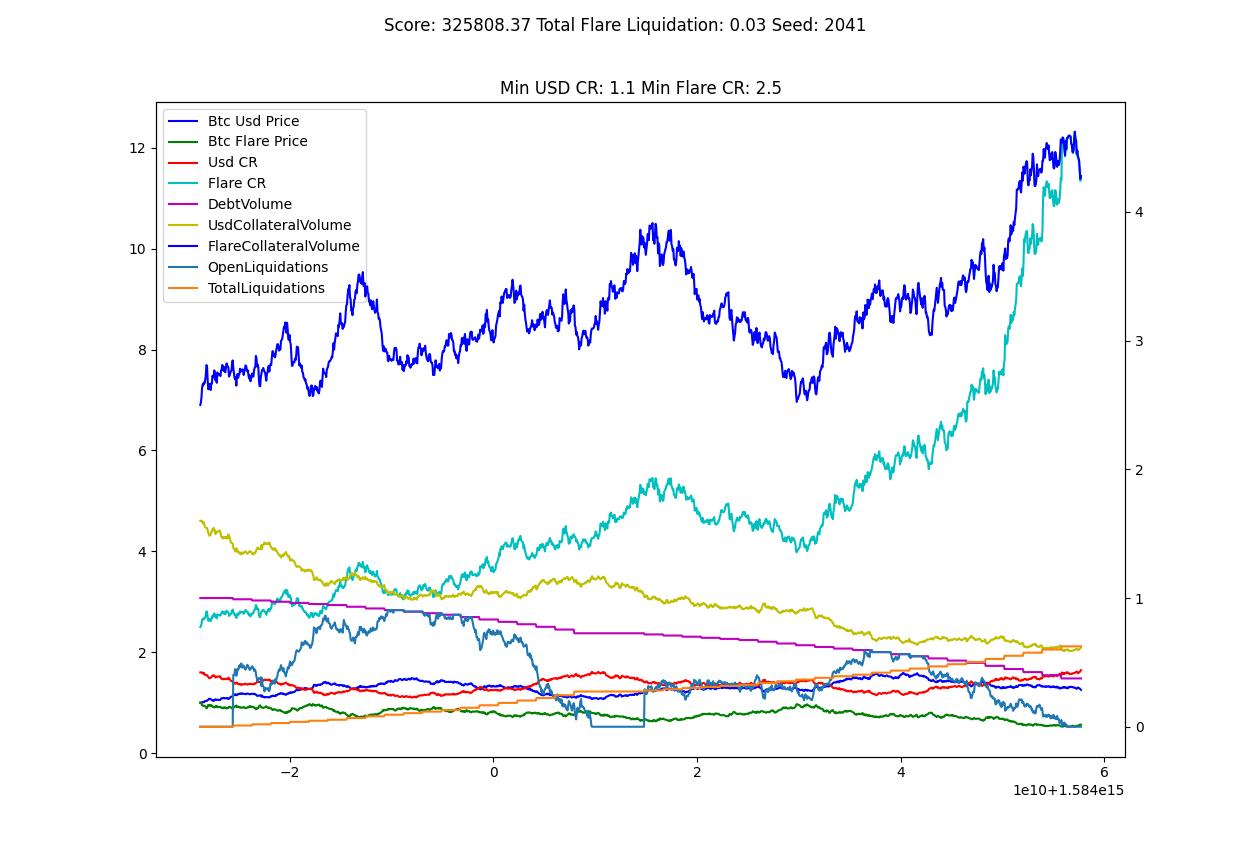 Score: 325808.37 Total Flare Liquidation: 0.03 Seed: 2041
Min USD CR: 1.1 Min Flare CR: 2.5
Btc Usd Price
Btc Flare Price
Usd CR
Flare CR
DebtVolume
UsdCollateralVolume
FlareCollateralVolume
OpenLiquidations
TotalLiquidations
12
10
8
6
4
2
0
4
3
2
1
0
−2
0
2
4
6
1e10+1.584e15